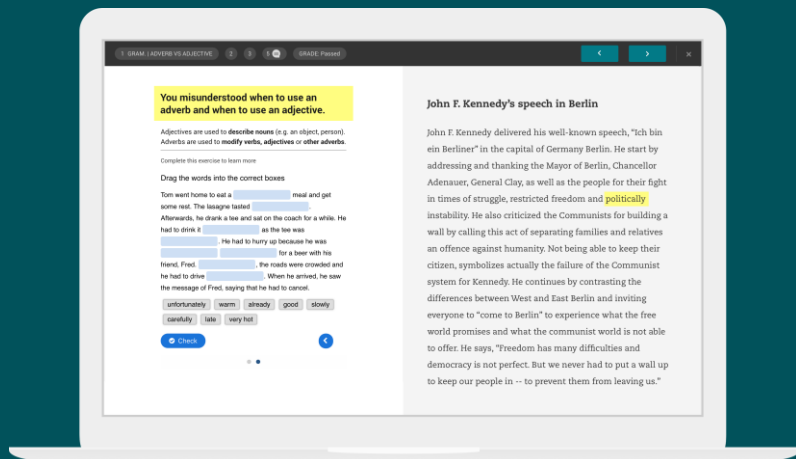 1 GRAM. | ADVERB VS ADJECTIVE 2 3 5 GRADE: Passed
You misunderstood when to use an
adverb and when to use an adjective.
Adjectives are used to describe nouns (e.g. an object, person).
Adverbs are used to modify verbs, adjectives or other adverbs.
Complete this exercise to learn more
Drag the words into the correct boxes
Tom went home to eat a meal and get
some rest. The lasagne tasted .
Afterwards, he drank a tee and sat on the coach for a while. He
had to drink it as the tee was
. He had to hurry up because he was
for a beer with his
friend, Fred. , the roads were crowded and
he had to drive . When he arrived, he saw
the message of Fred, saying that he had to cancel.
unfortunately warm already good slowly
carefully late very hot
Check
John F. Kennedy's speech in Berlin
John F. Kennedy delivered his well-known speech, “Ich bin
ein Berliner” in the capital of Germany Berlin. He start by
addressing and thanking the Mayor of Berlin, Chancellor
Adenauer, General Clay, as well as the people for their fight
in times of struggle, restricted freedom and politically
instability. He also criticized the Communists for building a
wall by calling this act of separating families and relatives
an offence against humanity. Not being able to keep their
citizen, symbolizes actually the failure of the Communist
system for Kennedy. He continues by contrasting the
differences between West and East Berlin and inviting
everyone to “come to Berlin” to experience what the free
world promises and what the communist world is not able
to offer. He says, “Freedom has many difficulties and
democracy is not perfect. But we never had to put a wall up
to keep our people in -- to prevent them from leaving us.”